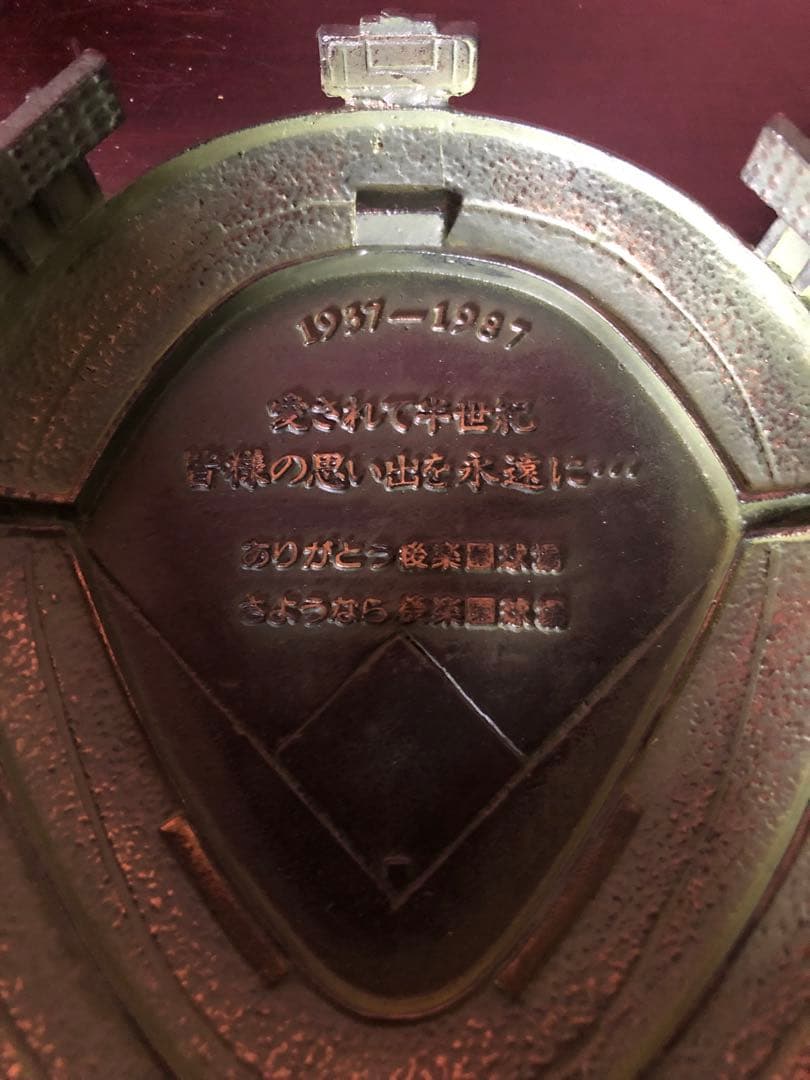 1937—1987
愛されて半世紀
皆様の思い出を永遠に…
ありがとう後楽園球場
さようなら後楽園球場